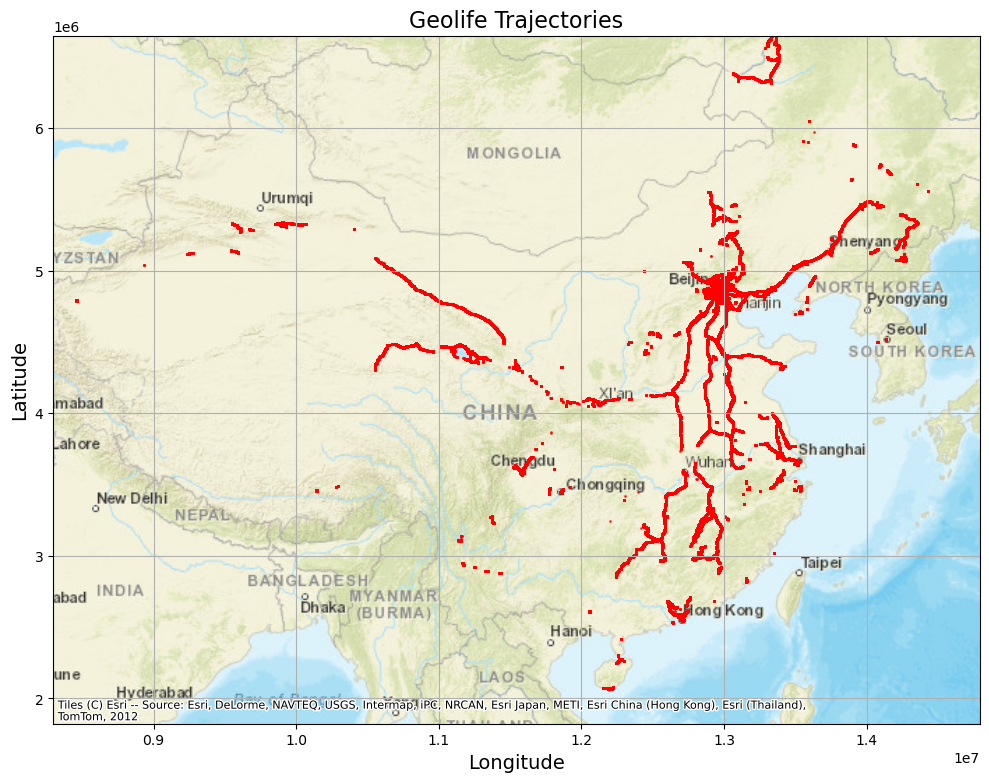 Geolife Trajectories
1e6
MONGOLIA
6
Urumqi
Shenyang
YZSTAN
5
Beijin
NORTH KOREA
Pyongyang
Seoul
SOUTH KOREA
XI'an
amabad
CHINA
4
Lahore
Shanghai
Wuhan
Chengdu
Chongqing
New Delhi
NEPAL
3
Taipei
BANGLADESH
INDIA
MYANMAR
(BURMA)
abad
Dhaka
Hong Kong
Hanoi
LAOS
une
Hyderabad
Bay of Bengal
2
Tiles (C) Esri -- Source: Esri, DeLorme, NAVTEQ, USGS, Intermap, iPC, NRCAN, Esri Japan, METI, Esri China (Hong Kong), Esri (Thailand),
TomTom, 2012
THAILAND
0.9
1.0
1.1
1.2
1.3
1.4
1e7
Longitude
Latitude